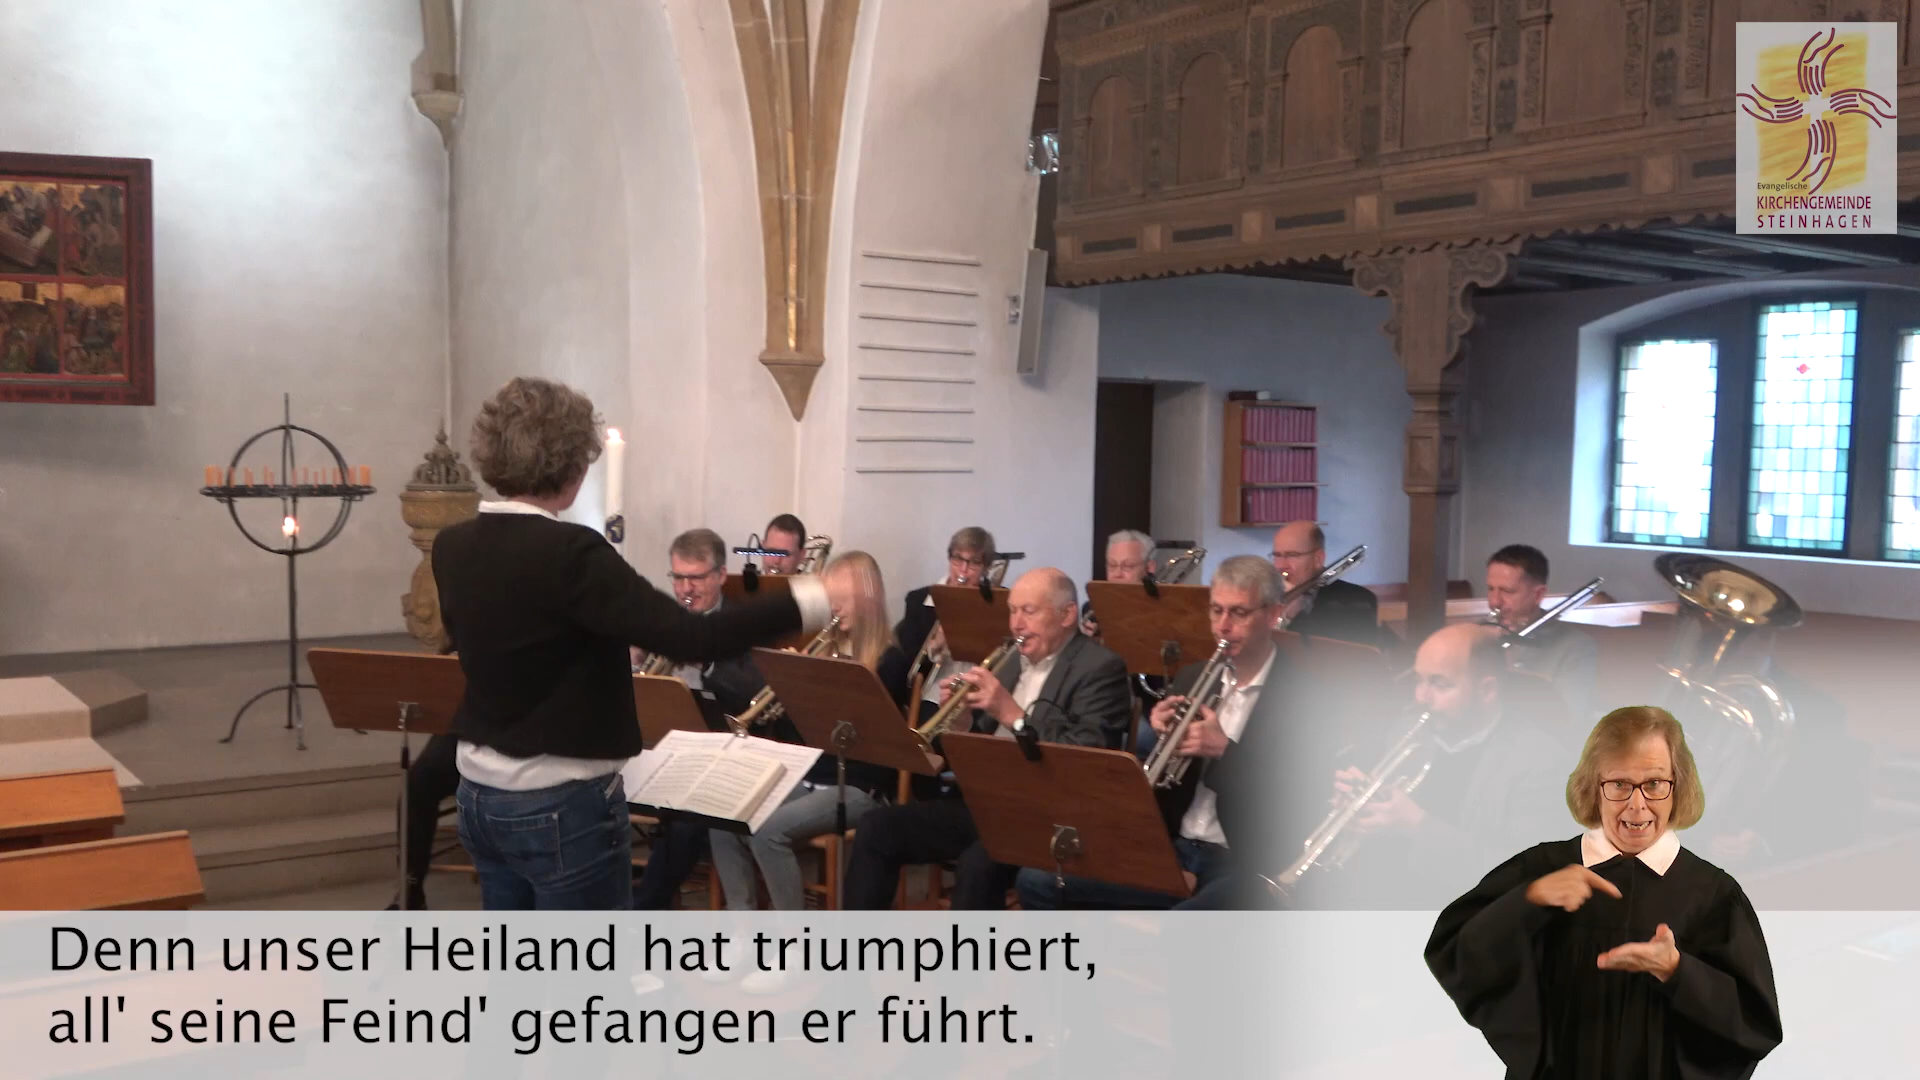 Evangelische
KIRCHENGEMEINDE
STEINHAGEN
Denn unser Heiland hat triumphiert,
all' seine Feind' gefangen er führt.